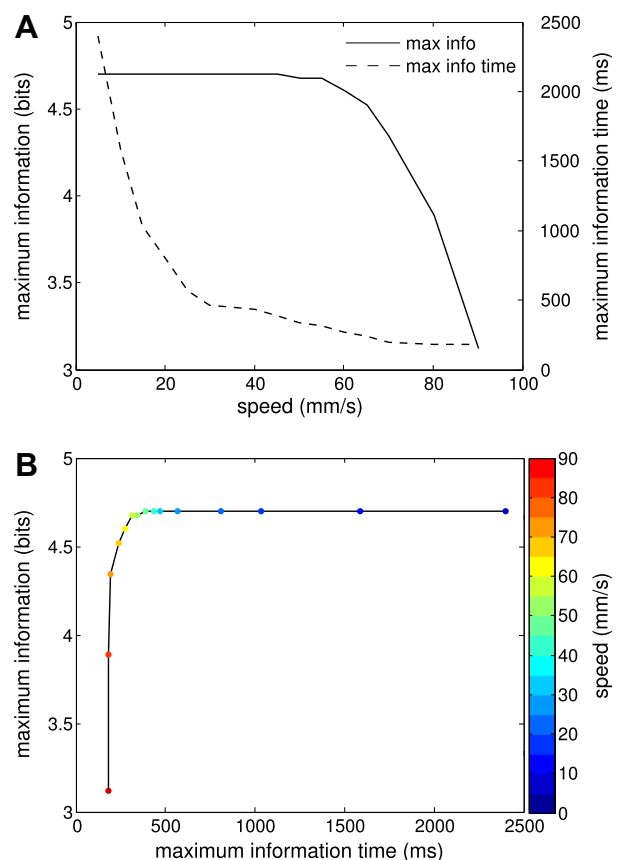 A
5
4.5
4
3.5
3
maximum information (bits)
max info
max info time
2500
2000
1500
1000
500
0
maximum information time (ms)
0 20 40 60 80 100
speed (mm/s)
B
5
4.5
4
3.5
3
maximum information (bits)
0 500 1000 1500 2000 2500
maximum information time (ms)
90
80
70
60
50
40
30
20
10
0
speed (mm/s)